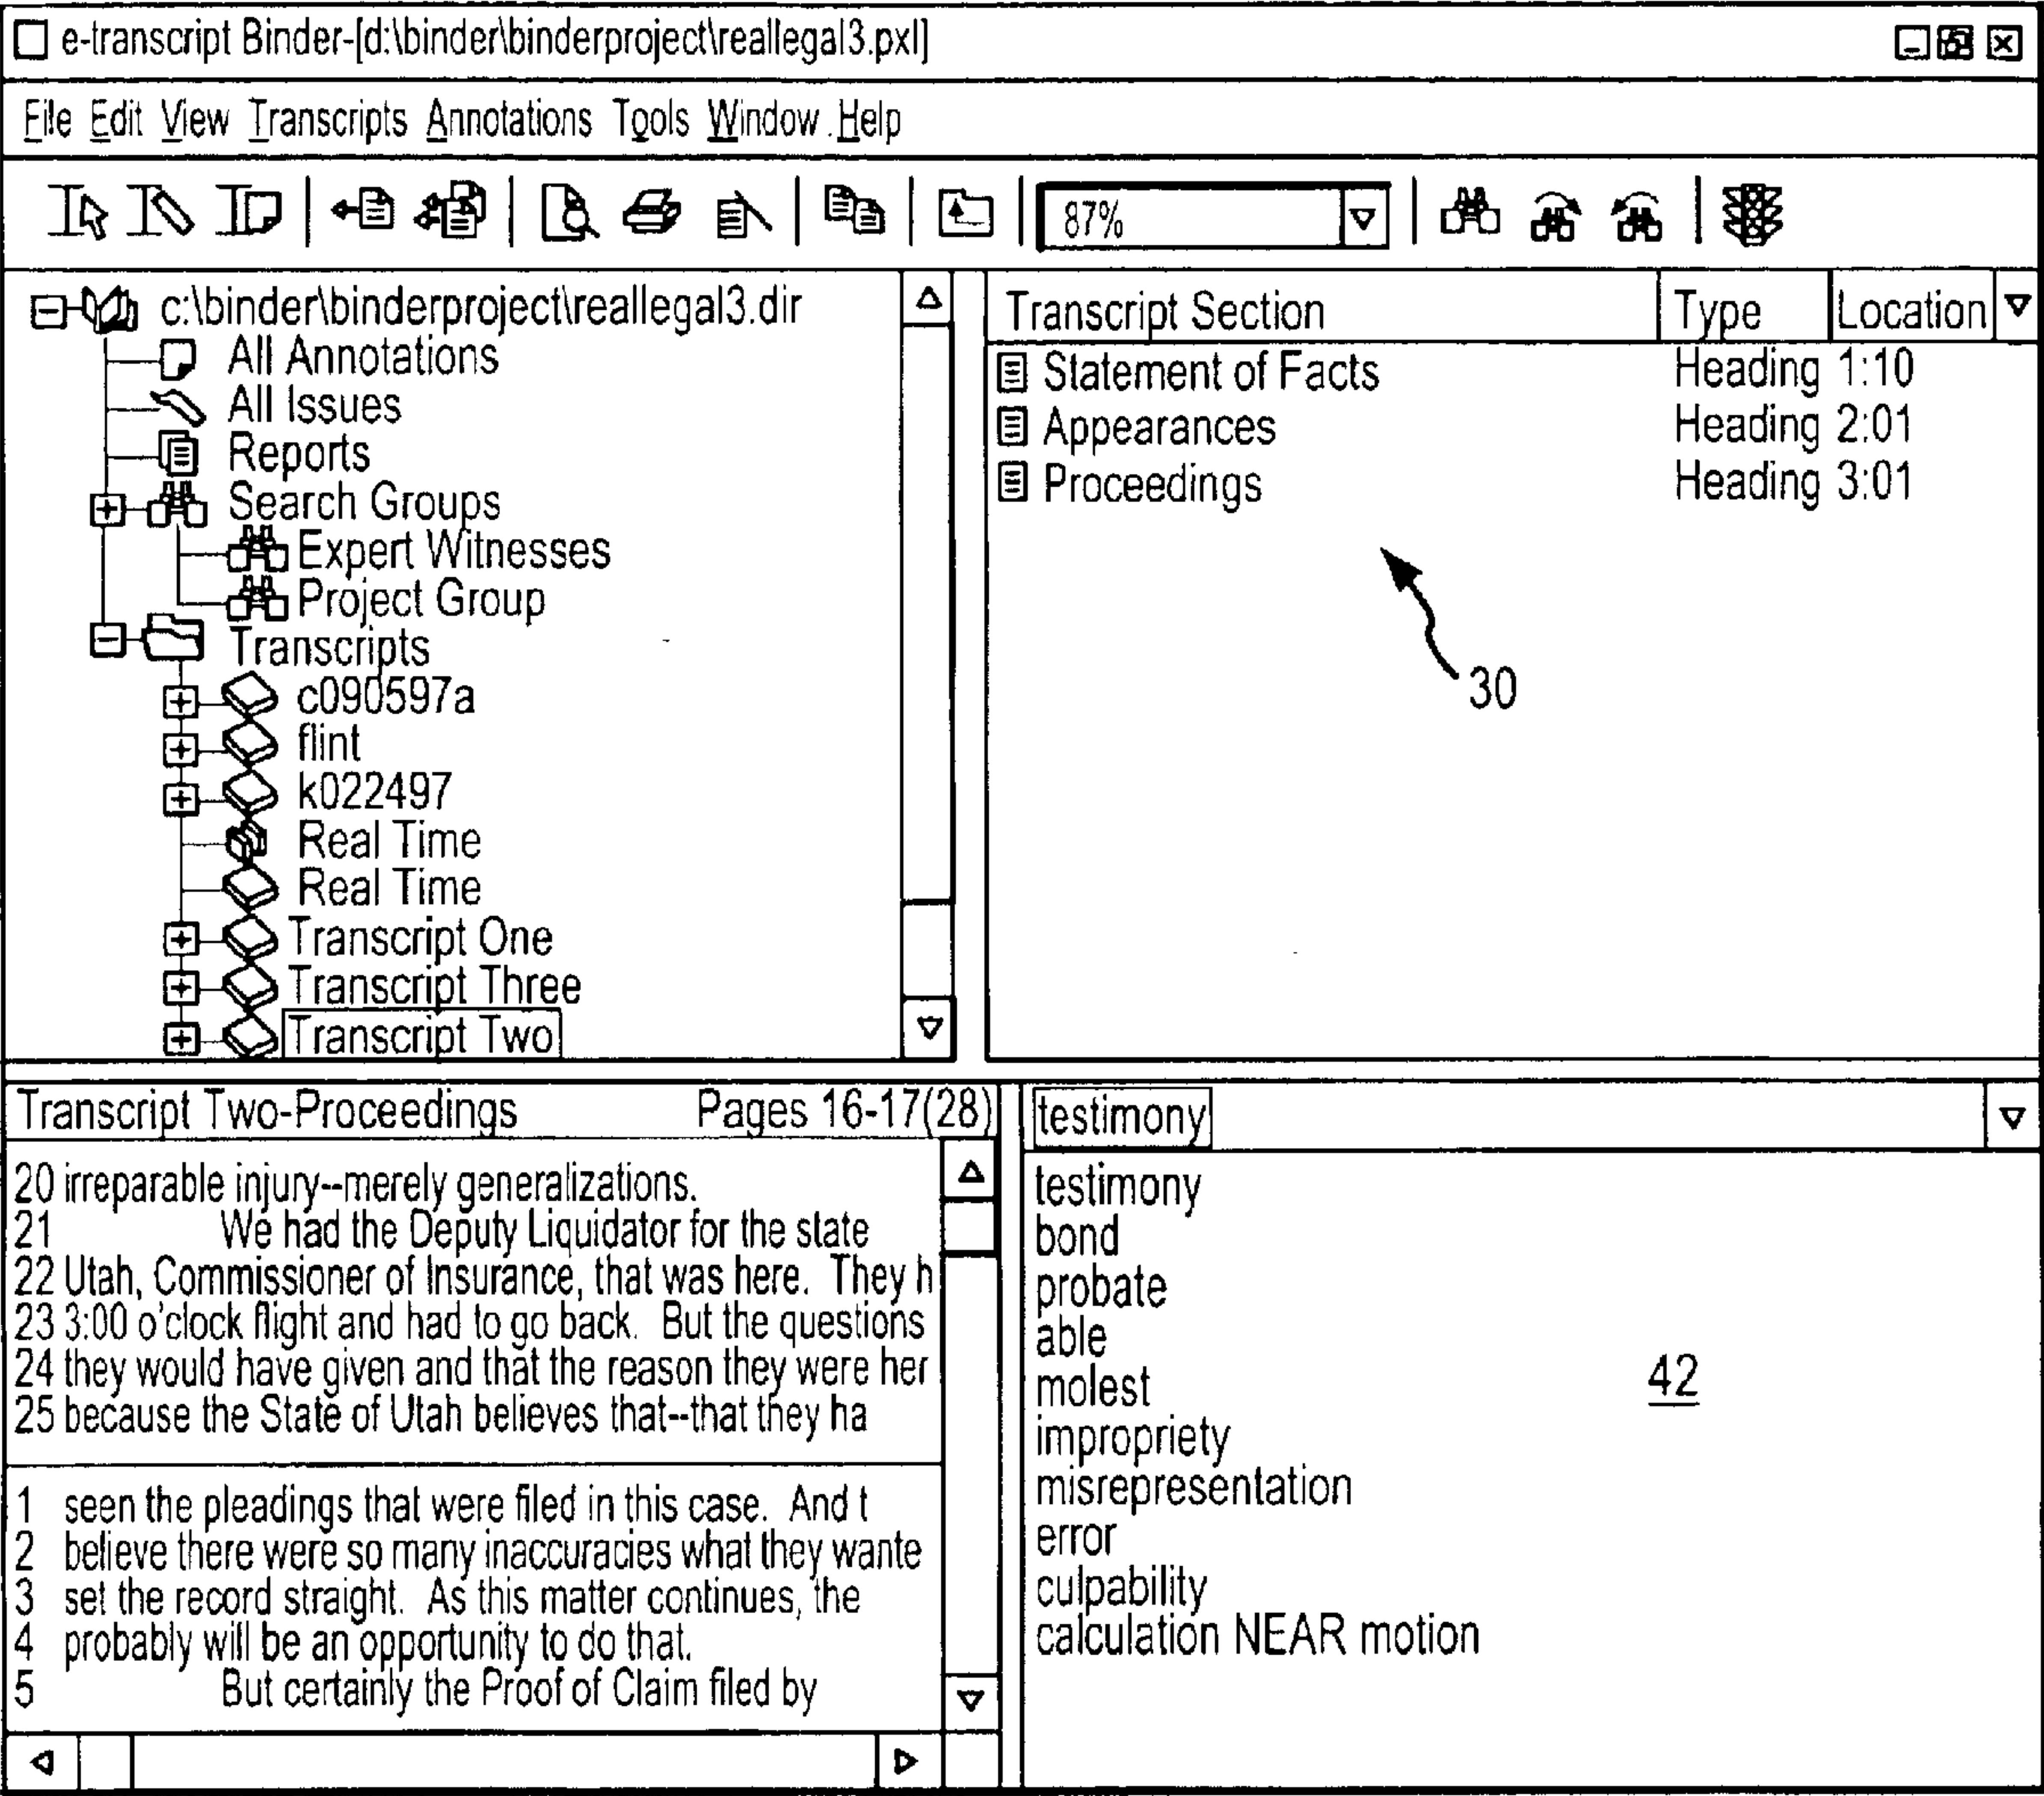 e-transcript Binder-[d:\binder\binderproject\reallegal3.pxl]
File Edit View Transcripts Annotations Tools Window Help
87%
c:\binder\binderproject\reallegal3.dir
All Annotations
All Issues
Reports
Search Groups
Expert Witnesses
Project Group
Transcripts
c090597a
flint
k022497
Real Time
Real Time
Transcript One
Transcript Three
Transcript Two
Transcript Section Type Location
Statement of Facts Heading 1:10
Appearances Heading 2:01
Proceedings Heading 3:01
30
Transcript Two-Proceedings Pages 16-17(28)
20 irreparable injury--merely generalizations.
21 We had the Deputy Liquidator for the state
22 Utah, Commissioner of Insurance, that was here. They h
23 3:00 o'clock flight and had to go back. But the questions
24 they would have given and that the reason they were her
25 because the State of Utah believes that--that they ha
1 seen the pleadings that were filed in this case. And t
2 believe there were so many inaccuracies what they wante
3 set the record straight. As this matter continues, the
4 probably will be an opportunity to do that.
5 But certainly the Proof of Claim filed by
testimony
testimony
bond
probate
able
molest
impropriety
misrepresentation
error
culpability
calculation NEAR motion
42